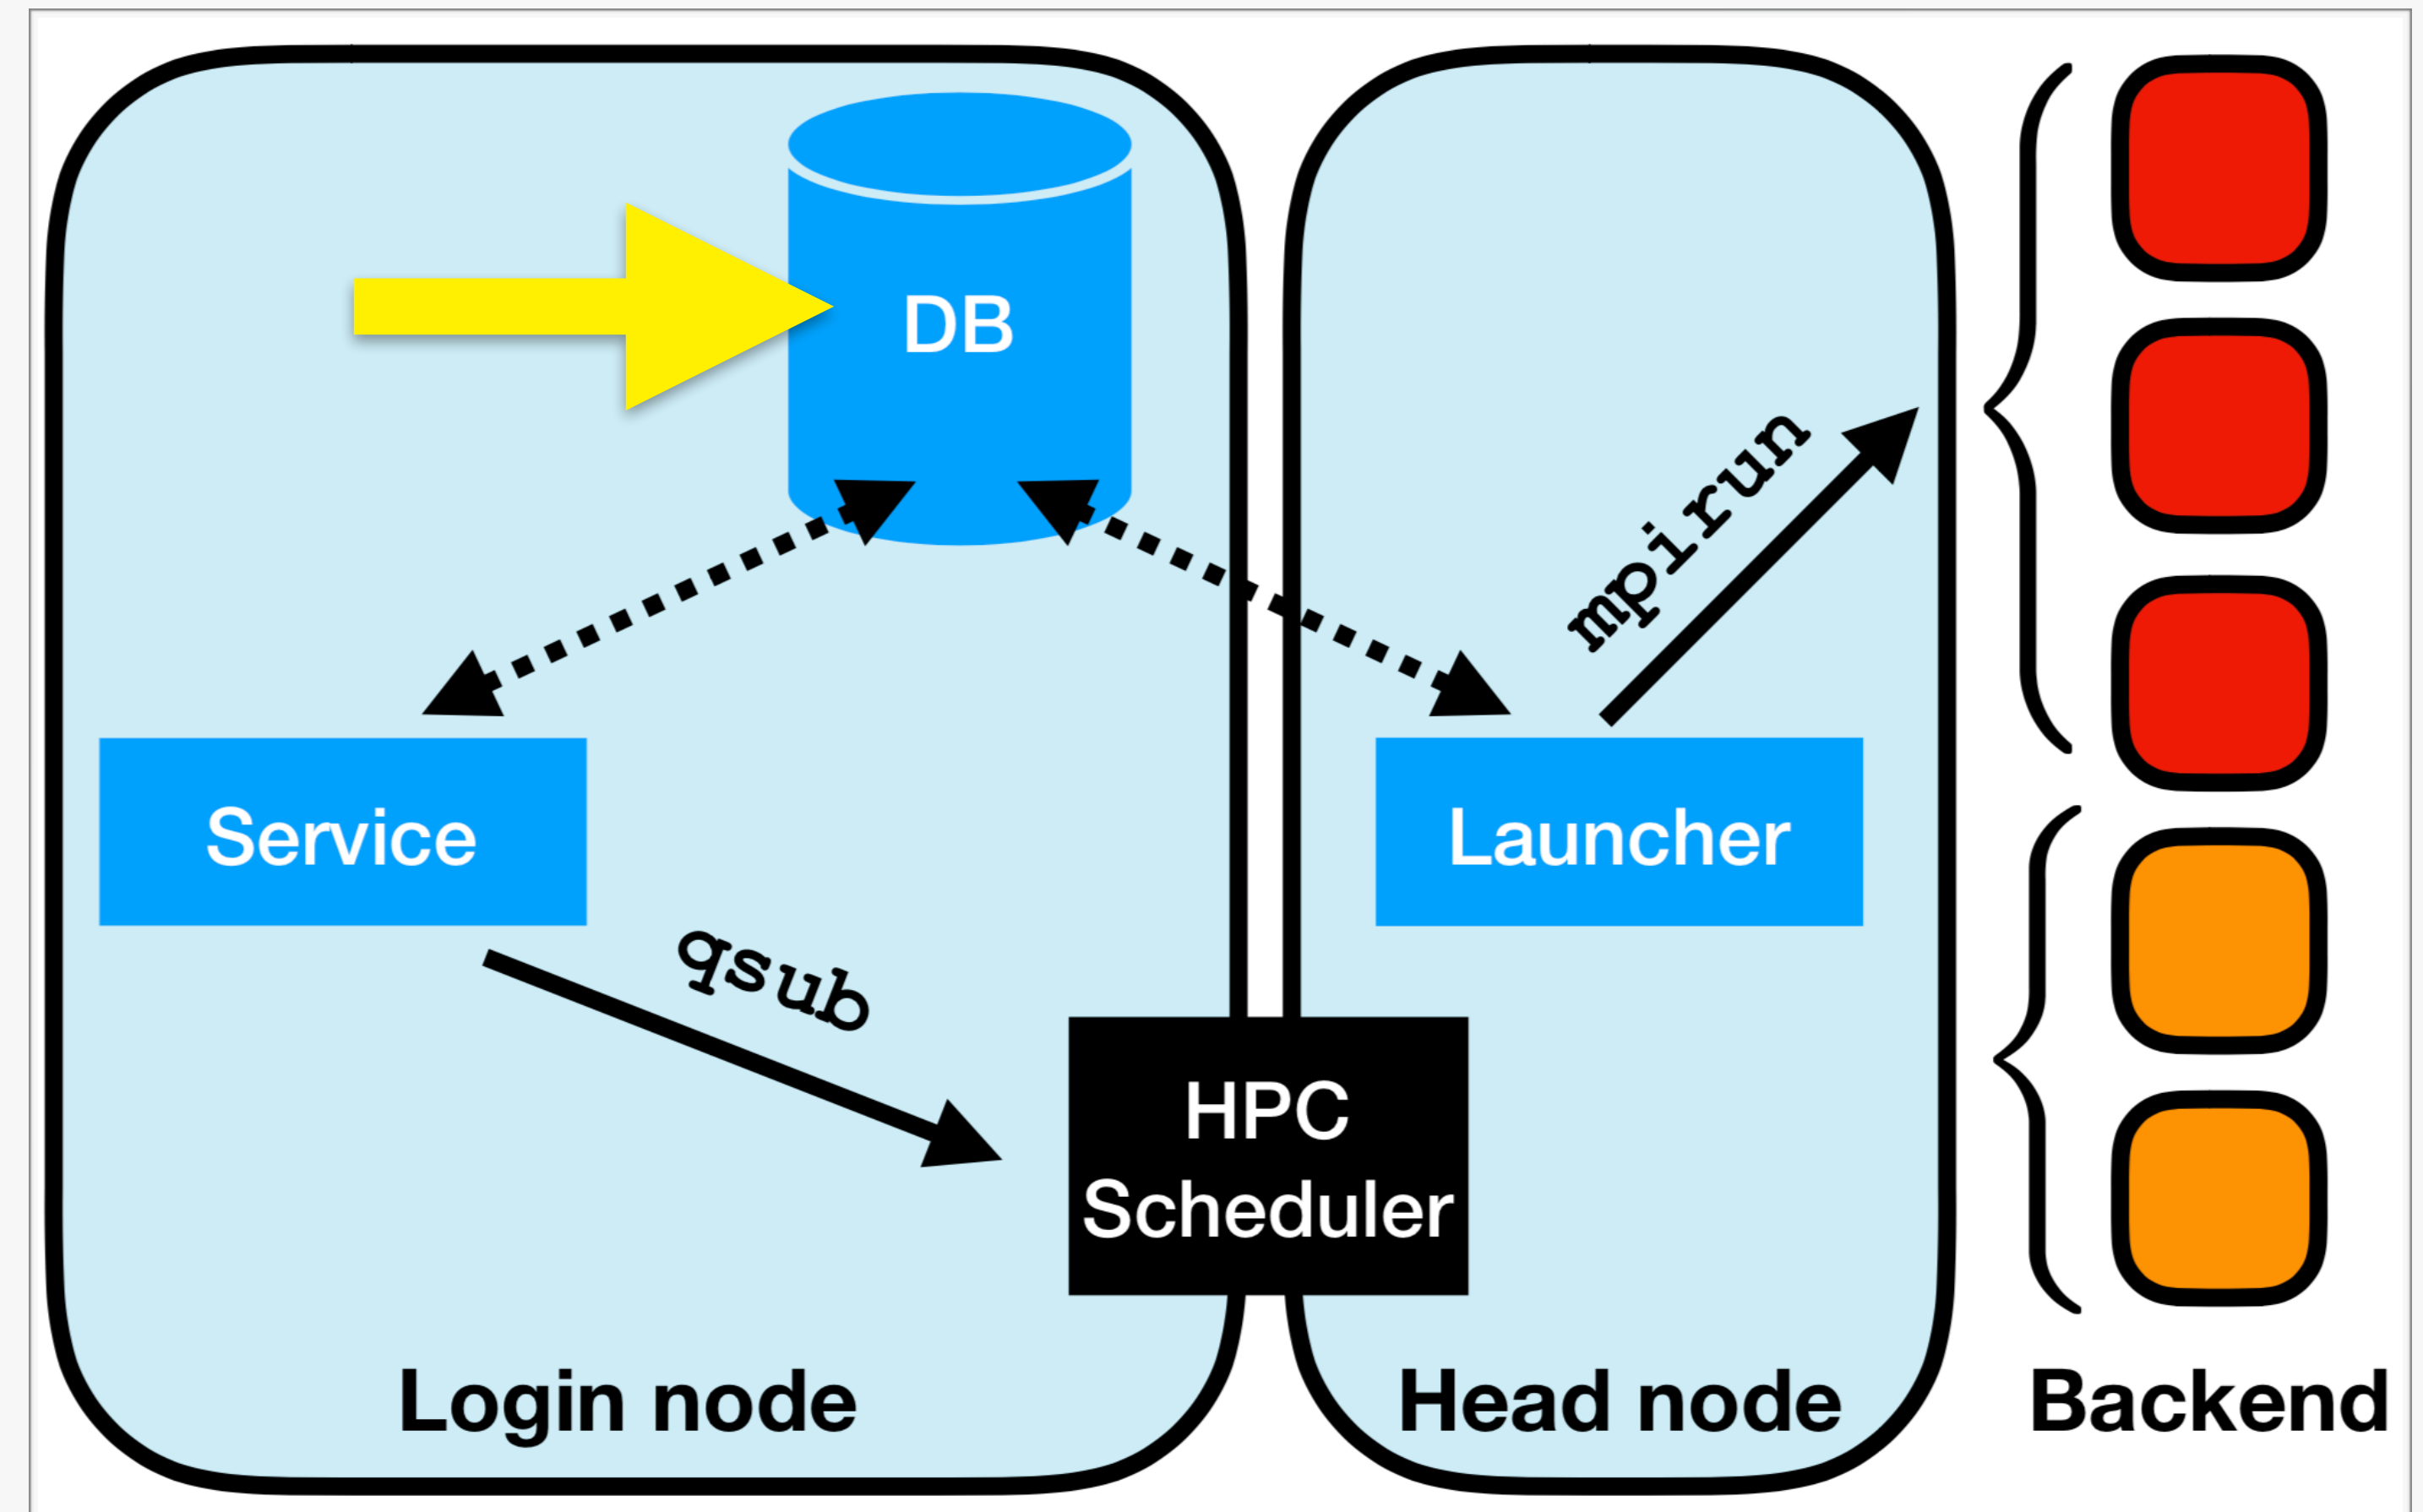 DB
mpirun
Service
Launcher
qsub
HPC
Scheduler
Login node
Head node
Backend